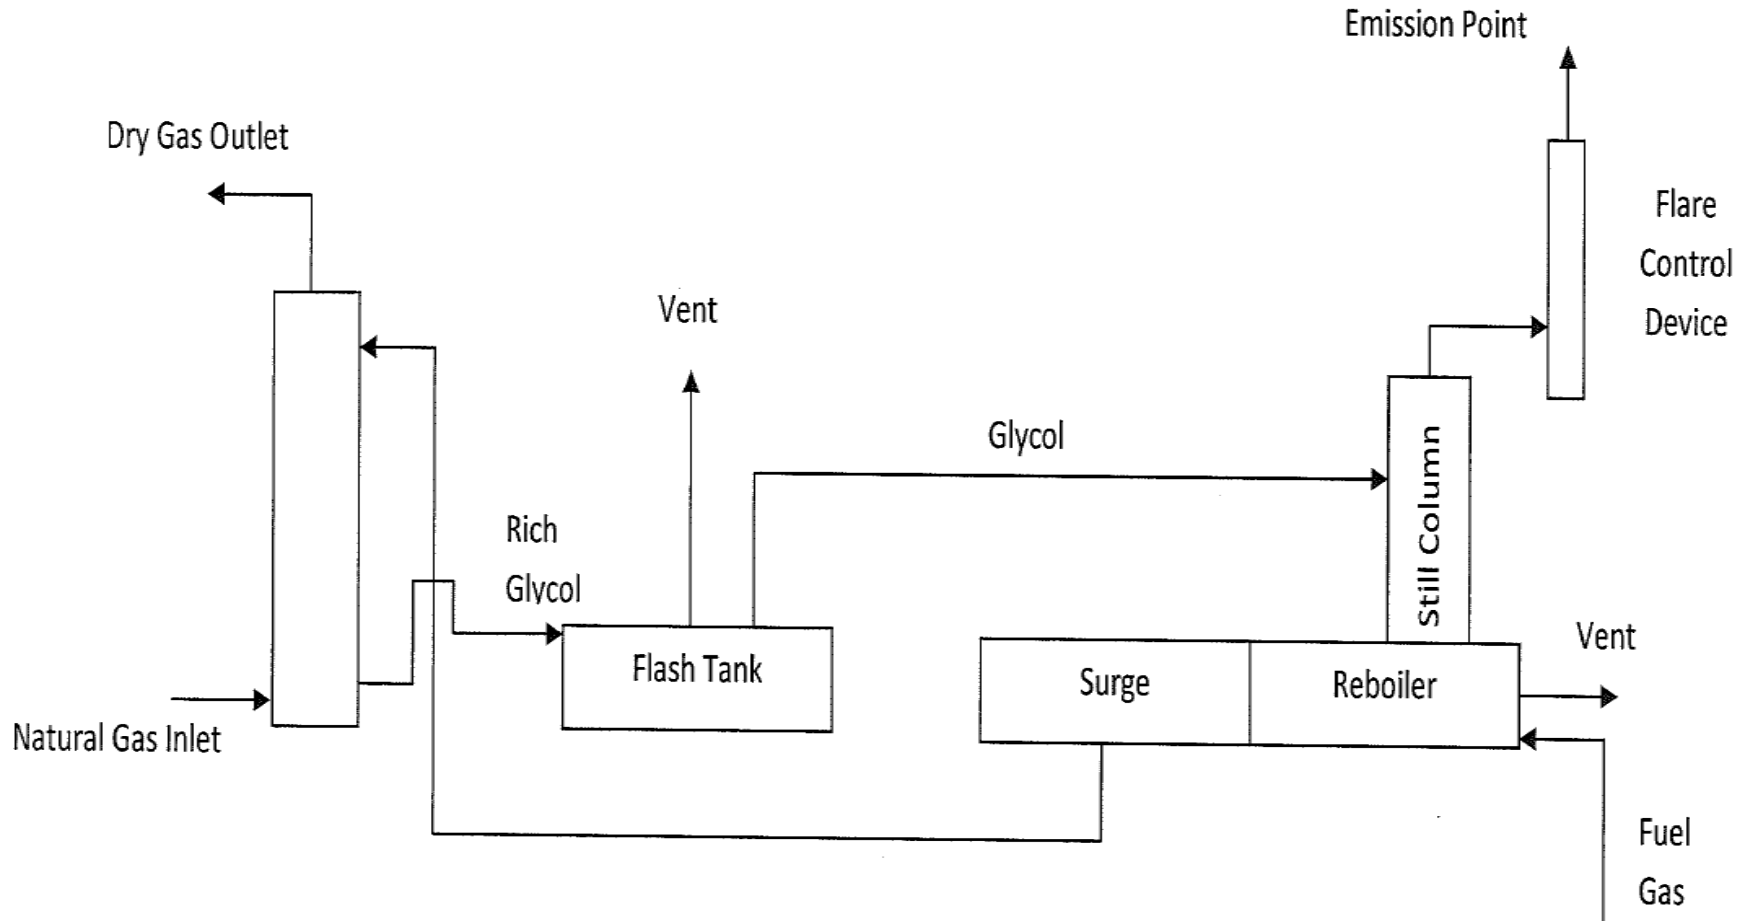 Emission Point
Dry Gas Outlet
Flare
Control
Device
Vent
Glycol
Still Column
Rich
Glycol
Flash Tank
Surge
Reboiler
Vent
Natural Gas Inlet
Fuel
Gas